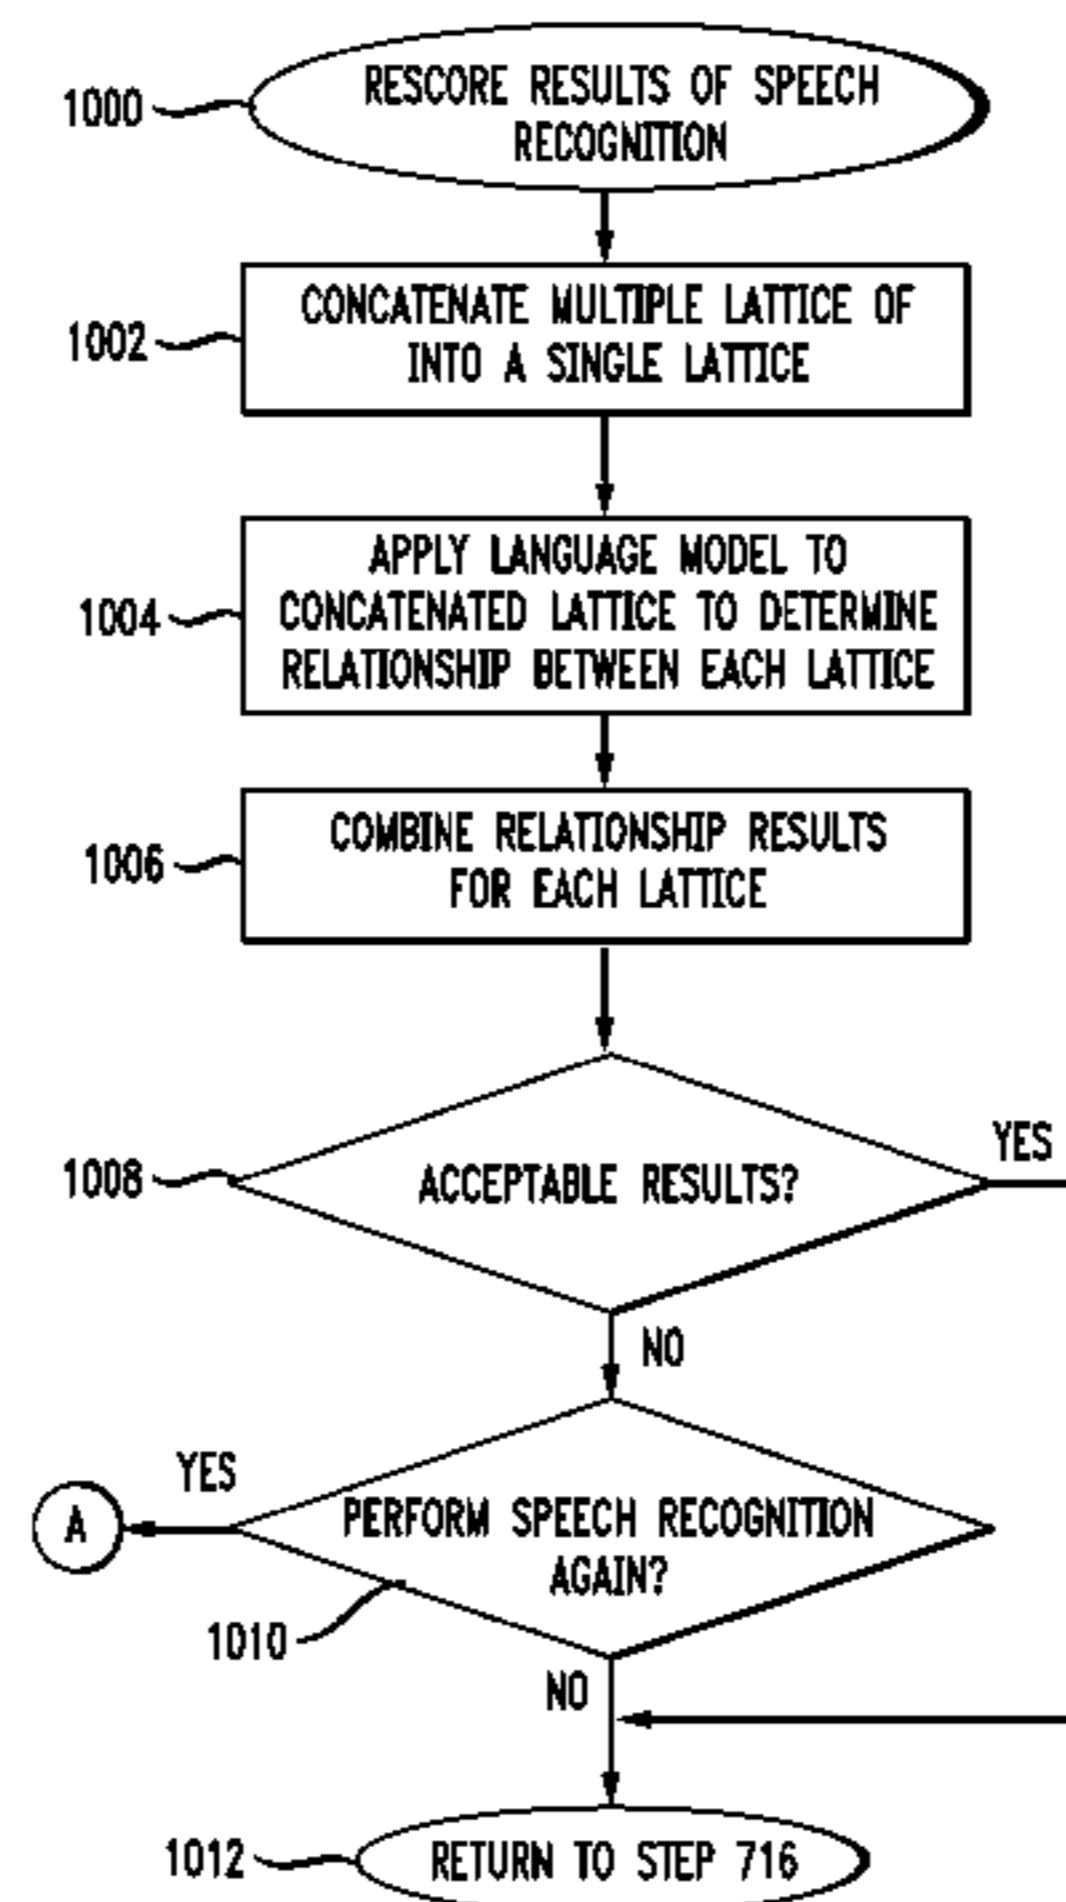 1000
RESCORE RESULTS OF SPEECH
RECOGNITION
1002
CONCATENATE MULTIPLE LATTICE OF
INTO A SINGLE LATTICE
1004
APPLY LANGUAGE MODEL TO
CONCATENATED LATTICE TO DETERMINE
RELATIONSHIP BETWEEN EACH LATTICE
1006
COMBINE RELATIONSHIP RESULTS
FOR EACH LATTICE
1008
ACCEPTABLE RESULTS?
YES
NO
YES
A
PERFORM SPEECH RECOGNITION
AGAIN?
1010
NO
1012
RETURN TO STEP 716